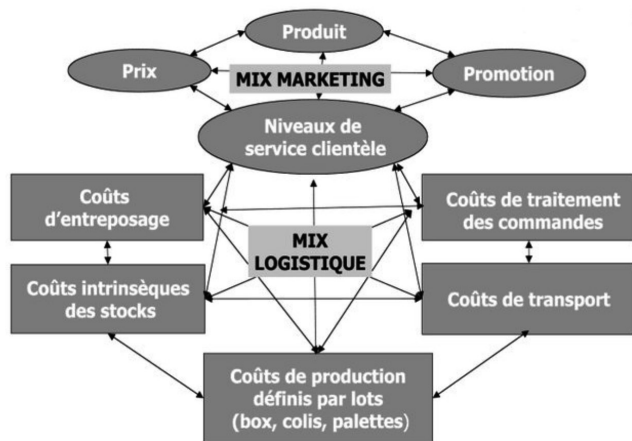 Produit
Prix
MIX MARKETING
Promotion
Niveaux de
service clientèle
Coûts
d'entreposage
Coûts de traitement
des commandes
MIX
LOGISTIQUE
Coûts intrinsèques
des stocks
Coûts de transport
Coûts de production
définis par lots
(box, colis, palettes)